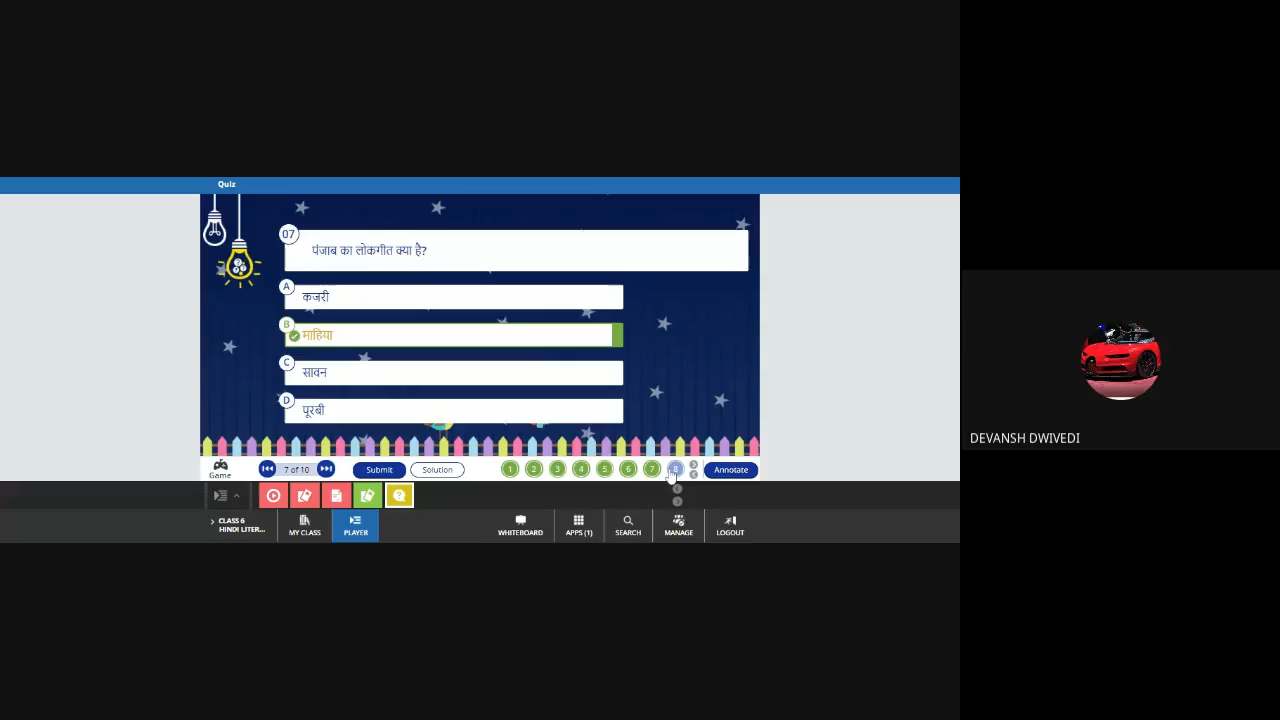 Quiz
07
पंजाब का लोकगीत क्या है?
A
कजरी
B
माहिया
C
सावन
D
पूरबी
Game
7 of 10
Submit
Solution
1 2 3 4 5 6 7 8
Annotate
CLASS 6
HINDI LITER...
MY CLASS
PLAYER
WHITEBOARD
APPS (1)
SEARCH
MANAGE
LOGOUT
DEVANSH DWIVEDI